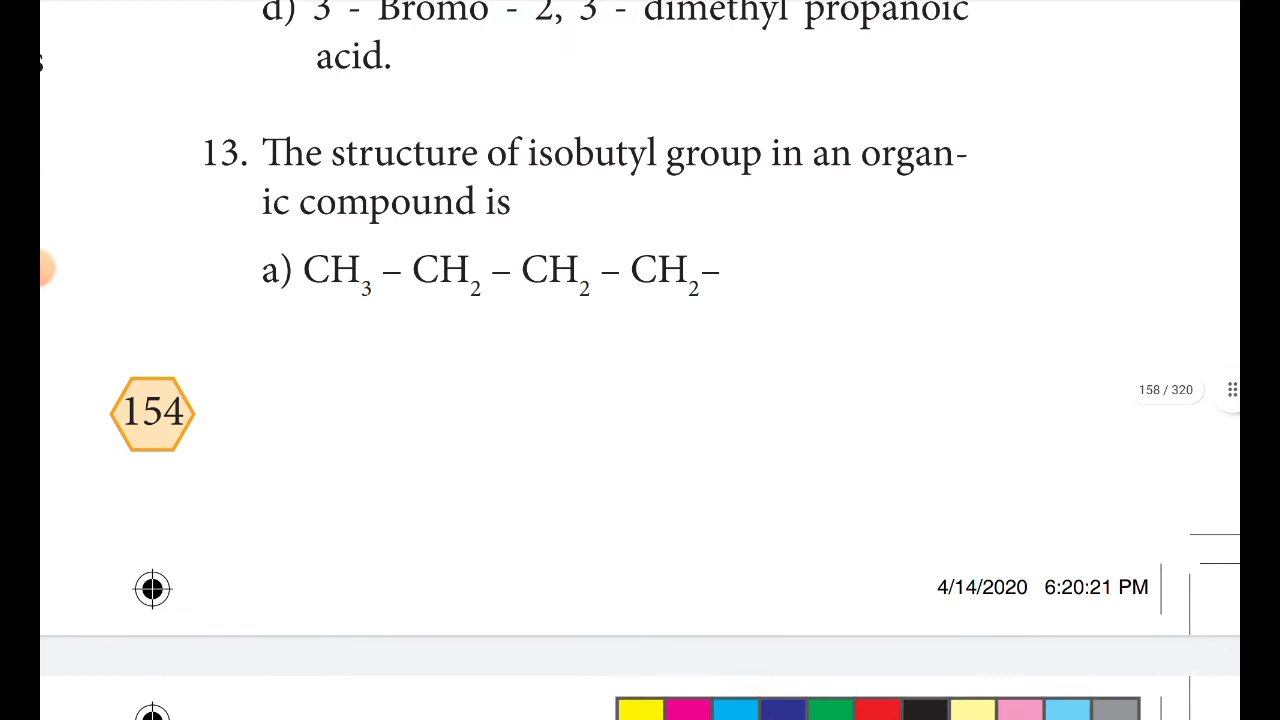 d) 3 - Bromo - 2, 3 - dimethyl propanoic
acid.
13. The structure of isobutyl group in an organ-
ic compound is
a) CH₃ – CH₂ – CH₂ – CH₂–
154
158 / 320
4/14/2020 6:20:21 PM